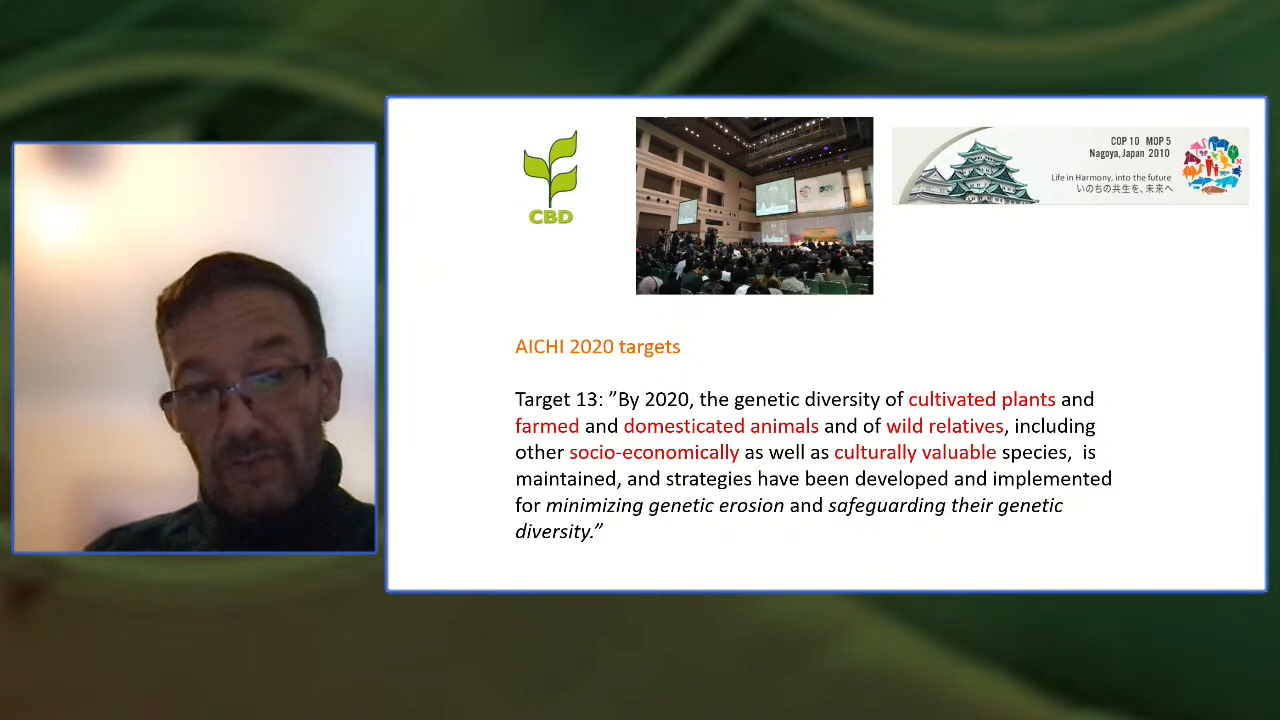 CBD
COP 10 MOP 5
Nagoya, Japan 2010
Life in Harmony, into the future
いのちの共生を、未来へ
AICHI 2020 targets
Target 13: ”By 2020, the genetic diversity of cultivated plants and
farmed and domesticated animals and of wild relatives, including
other socio-economically as well as culturally valuable species, is
maintained, and strategies have been developed and implemented
for minimizing genetic erosion and safeguarding their genetic
diversity.”